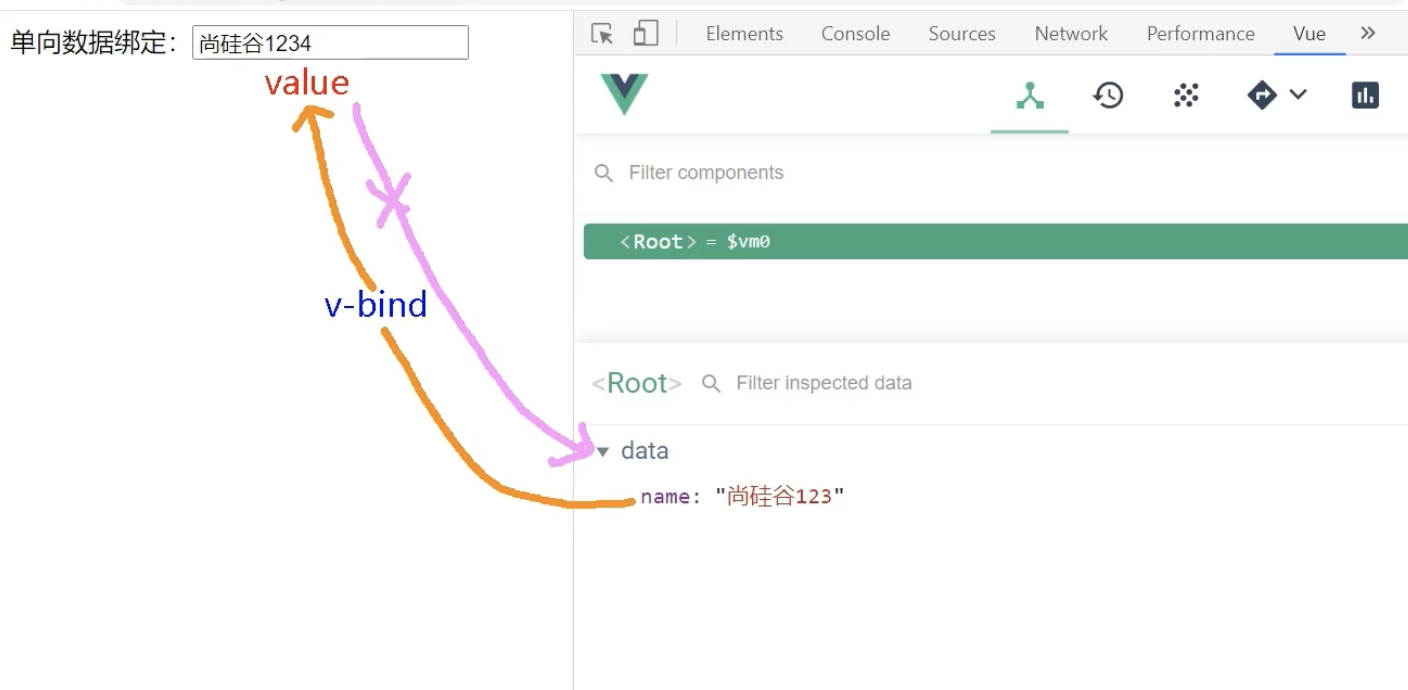 Elements Console Sources Network Performance Vue »
单向数据绑定：尚硅谷1234
value
Filter components
<Root> = $vm0
v-bind
<Root> Filter inspected data
data
name: "尚硅谷123"